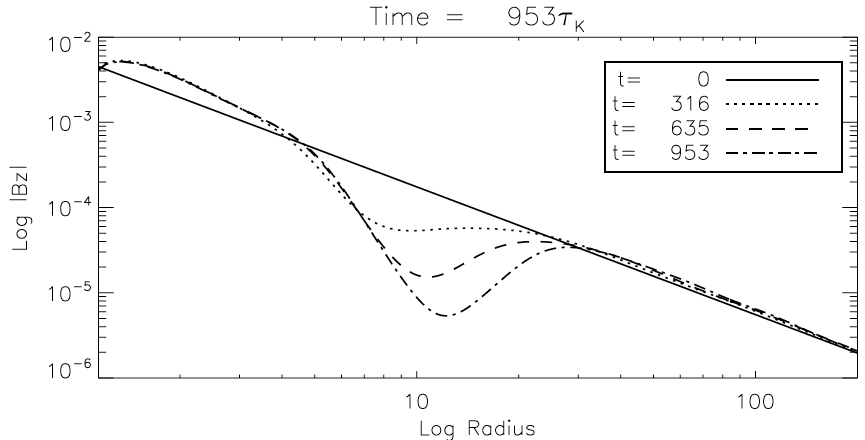 Time = 953τK
10⁻²
10⁻³
10⁻⁴
10⁻⁵
10⁻⁶
Log |Bz|
t= 0
t= 316
t= 635
t= 953
10
100
Log Radius